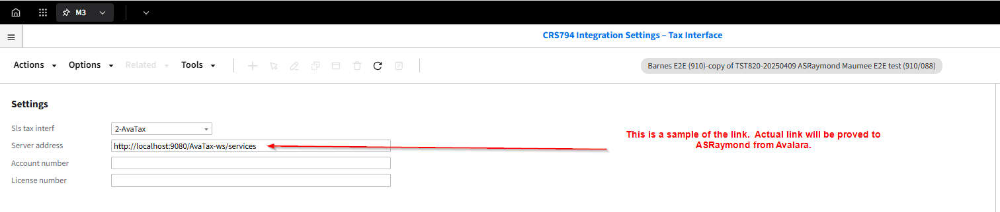 M3
CRS794 Integration Settings – Tax Interface
Actions Options Related Tools
Barnes E2E (910)-copy of TST820-20250409 ASRaymond Maumee E2E test (910/088)
Settings
Sls tax interf 2-AvaTax
Server address http://localhost:9080/AvaTax-ws/services
This is a sample of the link. Actual link will be proved to
ASRaymond from Avalara.
Account number
License number